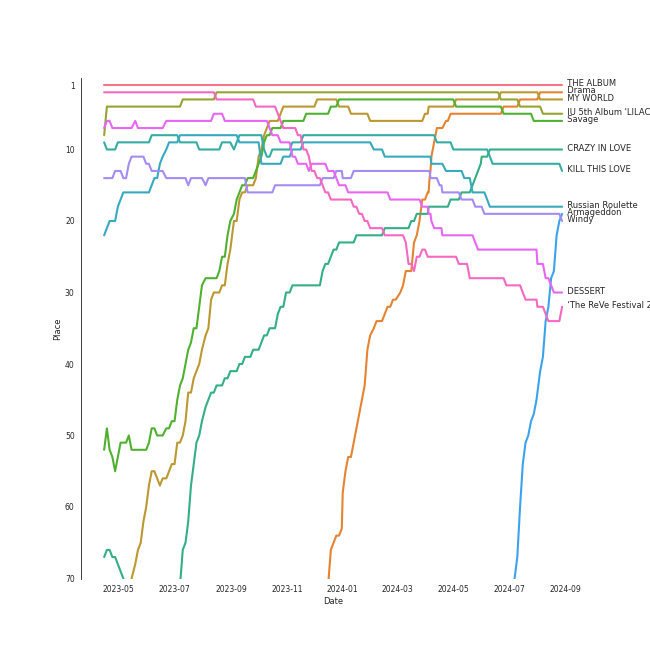 1
10
20
30
40
50
60
70
Place
2023-05
2023-07
2023-09
2023-11
2024-01
2024-03
2024-05
2024-07
2024-09
Date
THE ALBUM
Drama
MY WORLD
IU 5th Album 'LILAC
Savage
CRAZY IN LOVE
KILL THIS LOVE
Russian Roulette
Armageddon
Windy
DESSERT
'The ReVe Festival 2